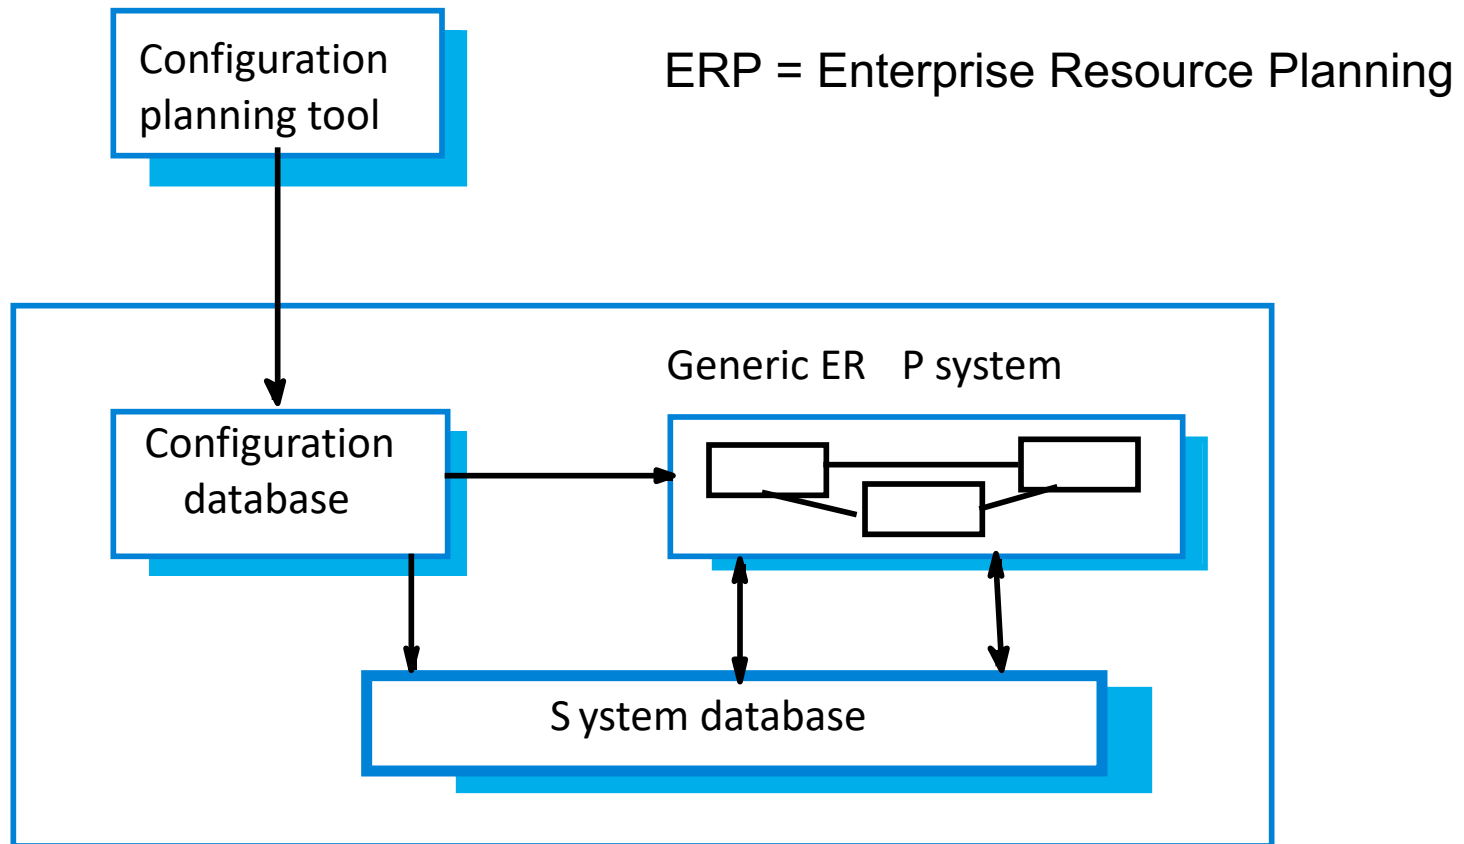 Configuration
planning tool
ERP = Enterprise Resource Planning
Generic ER P system
Configuration
database
S ystem database